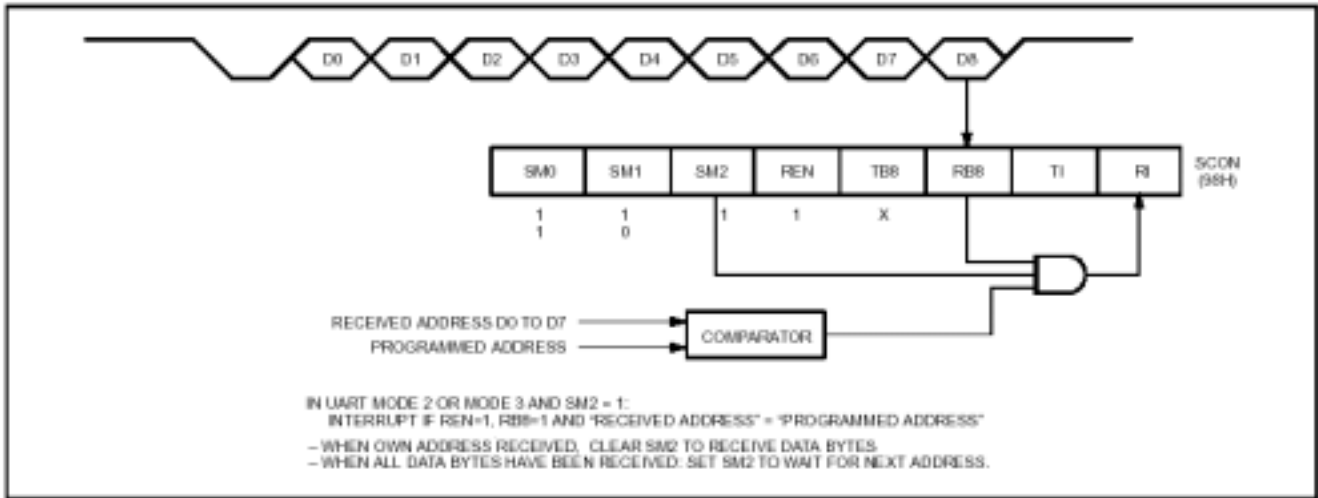 D0 D1 D2 D3 D4 D5 D6 D7 D8
SM0 SM1 SM2 REN TB8 RB8 TI RI
SCON
(98H)
1 1 1 1 X
1 0
RECEIVED ADDRESS D0 TO D7
PROGRAMMED ADDRESS
COMPARATOR
IN UART MODE 2 OR MODE 3 AND SM2 = 1:
INTERRUPT IF REN=1, RB8=1 AND "RECEIVED ADDRESS" = "PROGRAMMED ADDRESS"
– WHEN OWN ADDRESS RECEIVED, CLEAR SM2 TO RECEIVE DATA BYTES
– WHEN ALL DATA BYTES HAVE BEEN RECEIVED: SET SM2 TO WAIT FOR NEXT ADDRESS.